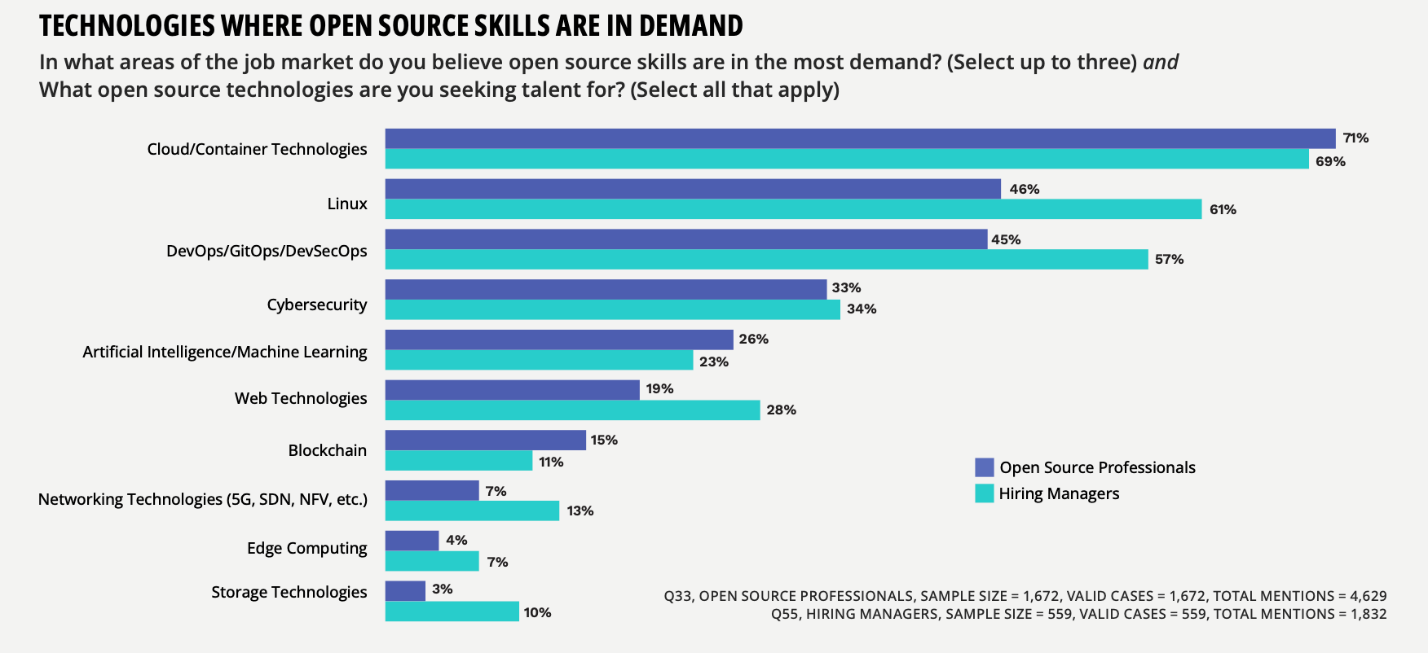 TECHNOLOGIES WHERE OPEN SOURCE SKILLS ARE IN DEMAND
In what areas of the job market do you believe open source skills are in the most demand? (Select up to three) and
What open source technologies are you seeking talent for? (Select all that apply)
Cloud/Container Technologies
71%
69%
Linux
46%
61%
DevOps/GitOps/DevSecOps
45%
57%
Cybersecurity
33%
34%
Artificial Intelligence/Machine Learning
26%
23%
Web Technologies
19%
28%
Blockchain
15%
11%
Networking Technologies (5G, SDN, NFV, etc.)
7%
13%
Edge Computing
4%
7%
Storage Technologies
3%
10%
Open Source Professionals
Hiring Managers
Q33, OPEN SOURCE PROFESSIONALS, SAMPLE SIZE = 1,672, VALID CASES = 1,672, TOTAL MENTIONS = 4,629
Q55, HIRING MANAGERS, SAMPLE SIZE = 559, VALID CASES = 559, TOTAL MENTIONS = 1,832